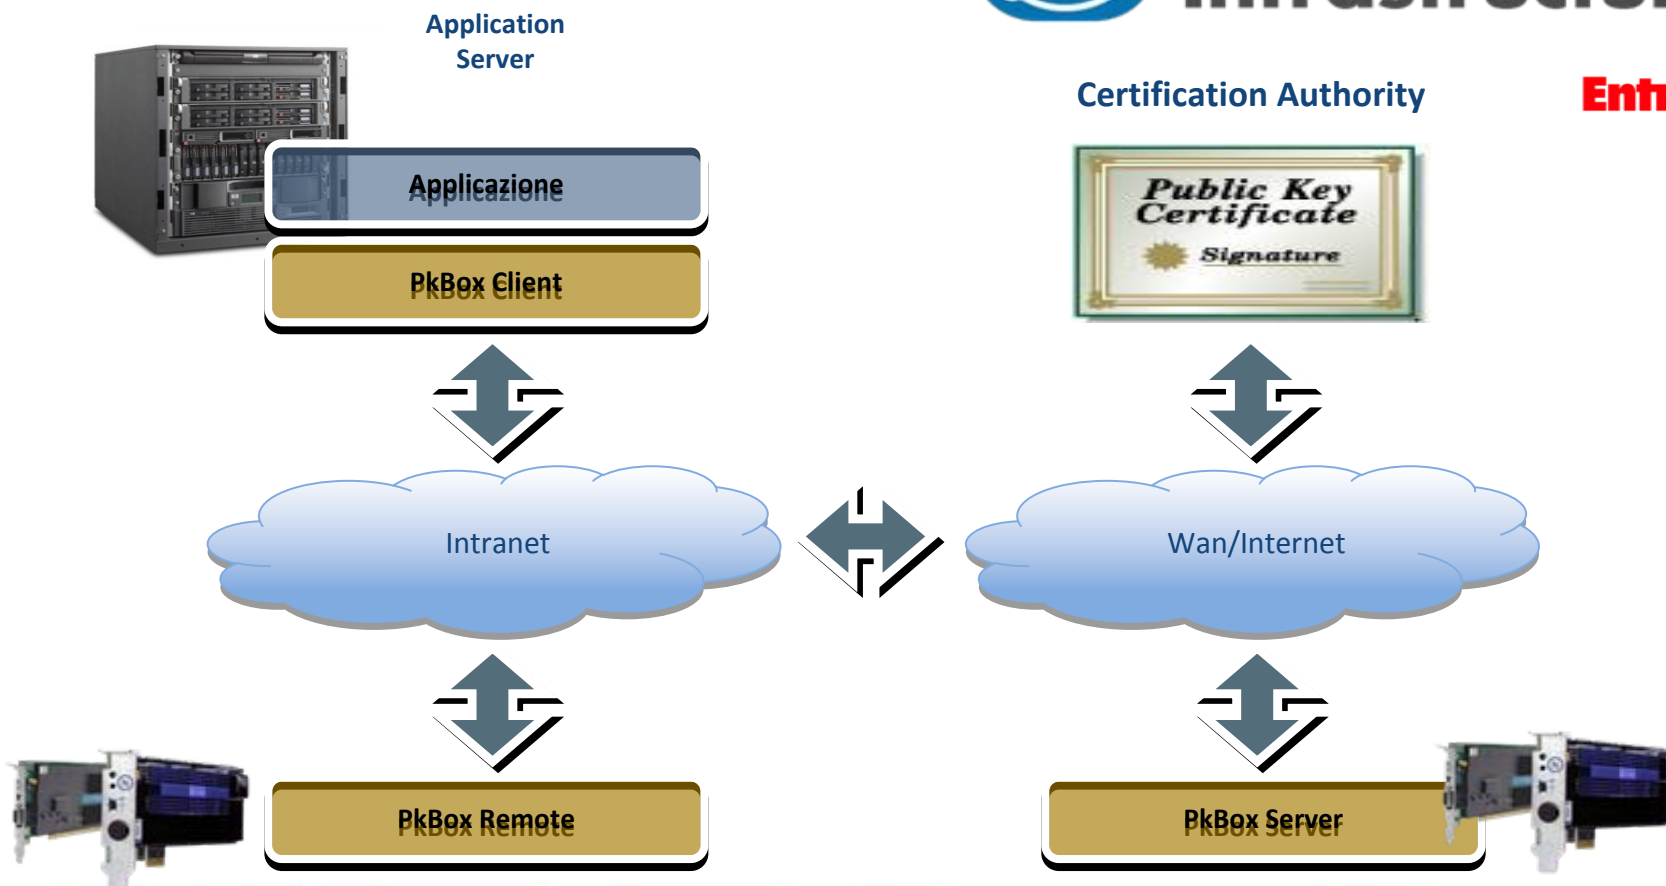 Application
Server
Certification Authority
Applicazione
PkBox Client
Public Key
Certificate
Signature
Intranet
Wan/Internet
PkBox Remote
PkBox Server